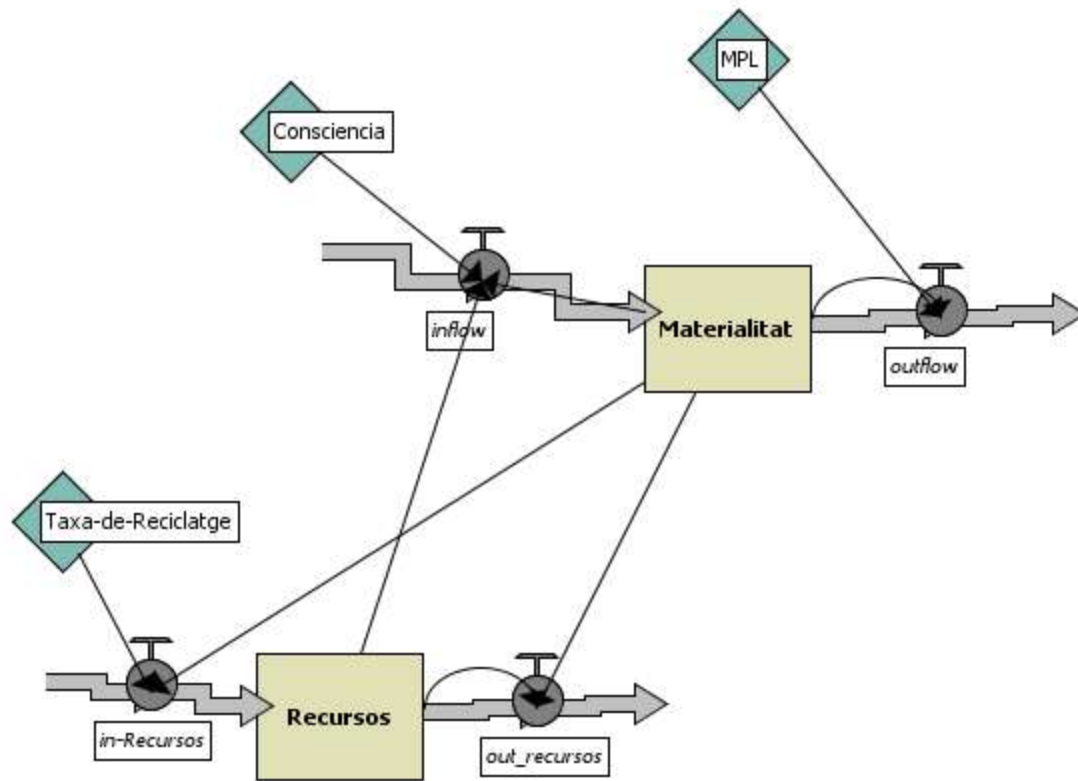 MPL
Consciencia
inflow
Materialitat
outflow
Taxa-de-Reciclatge
in-Recursos
Recursos
out_recursos